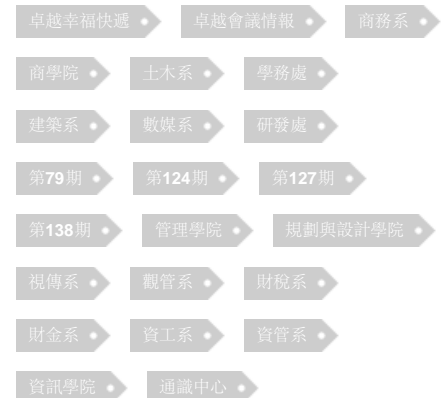 卓越幸福快遞 卓越會議情報 商務系
商學院 土木系 學務處
建築系 數媒系 研發處
第79期 第124期 第127期
第138期 管理學院 規劃與設計學院
視傳系 觀管系 財稅系
財金系 資工系 資管系
資訊學院 通識中心